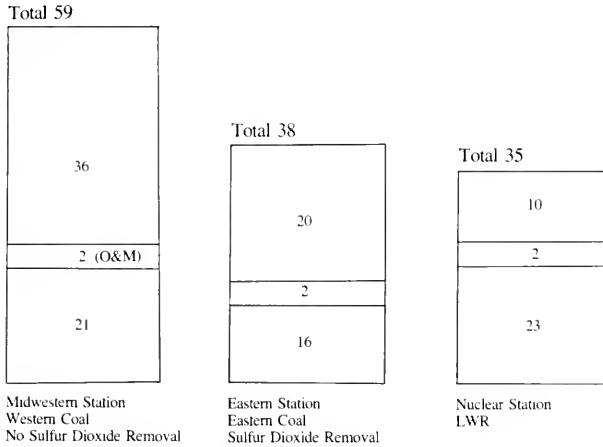 Total 59
36
2 (O&M)
21
Midwestern Station
Western Coal
No Sulfur Dioxide Removal
Total 38
20
2
16
Eastern Station
Eastern Coal
Sulfur Dioxide Removal
Total 35
10
2
23
Nuclear Station
LWR